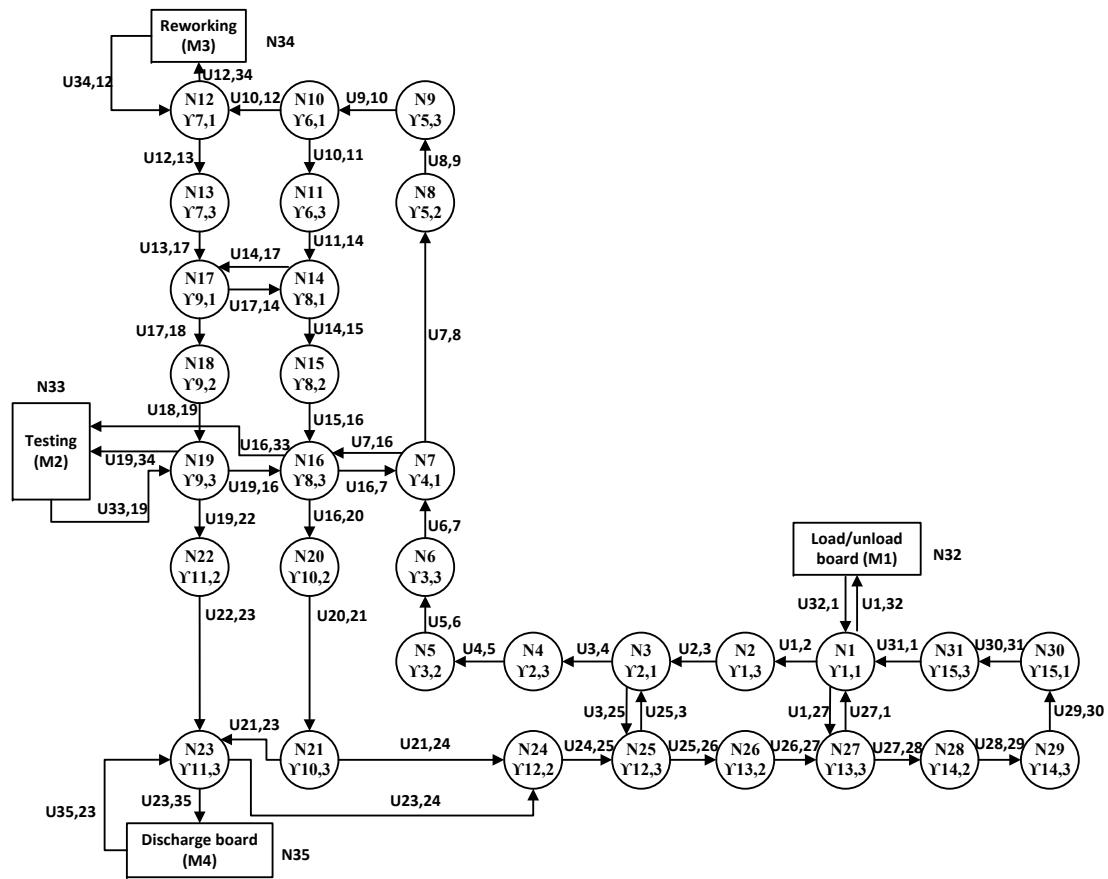 Reworking
(M3)
N34
U34,12
U12,34
N12
ϒ7,1
U10,12
N10
ϒ6,1
U9,10
N9
ϒ5,3
U12,13
U10,11
U8,9
N13
ϒ7,3
N11
ϒ6,3
N8
ϒ5,2
U13,17
U14,17
U11,14
N17
ϒ9,1
U17,14
N14
ϒ8,1
U17,18
U14,15
U7,8
N18
ϒ9,2
N15
ϒ8,2
N33
U18,19
U15,16
Testing
(M2)
U16,33
U7,16
U19,34
N19
ϒ9,3
U19,16
N16
ϒ8,3
U16,7
N7
ϒ4,1
U33,19
U19,22
U16,20
U6,7
N22
ϒ11,2
N20
ϒ10,2
N6
ϒ3,3
Load/unload
board (M1)
N32
U22,23
U20,21
U5,6
U32,1
U1,32
N5
ϒ3,2
U4,5
N4
ϒ2,3
U3,4
N3
ϒ2,1
U2,3
N2
ϒ1,3
U1,2
N1
ϒ1,1
U31,1
N31
ϒ15,3
U30,31
N30
ϒ15,1
U3,25
U25,3
U1,27
U27,1
U29,30
N23
ϒ11,3
U21,23
N21
ϒ10,3
U21,24
N24
ϒ12,2
U24,25
N25
ϒ12,3
U25,26
N26
ϒ13,2
U26,27
N27
ϒ13,3
U27,28
N28
ϒ14,2
U28,29
N29
ϒ14,3
U35,23
U23,35
U23,24
Discharge board
(M4)
N35